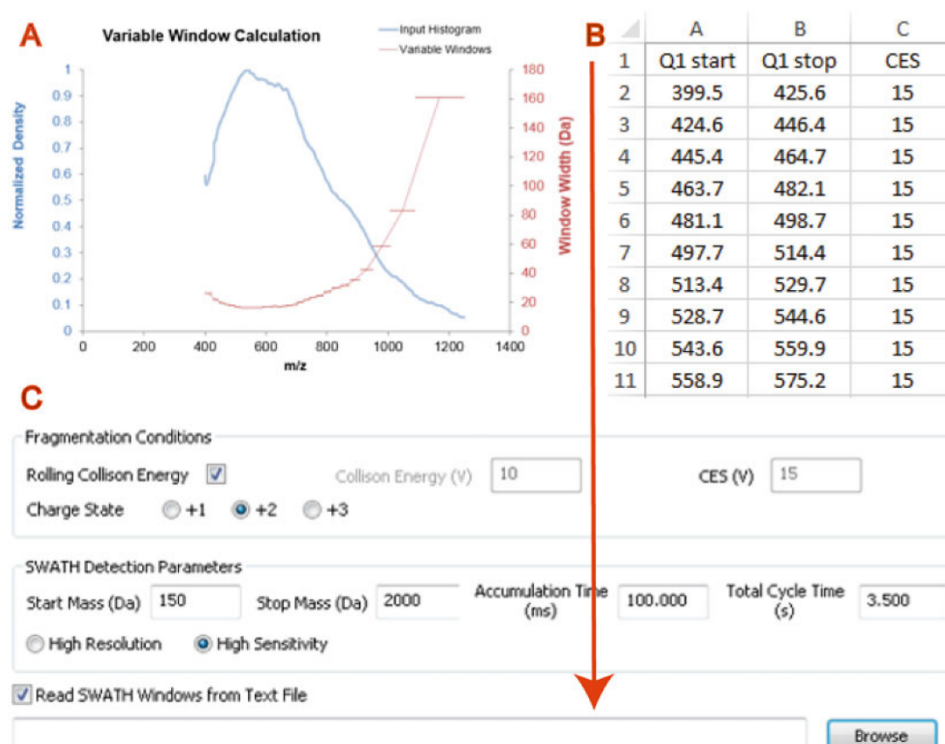 A
Variable Window Calculation
Input Histogram
Variable Windows
Normalized Density
1
0.9
0.8
0.7
0.6
0.5
0.4
0.3
0.2
0.1
0
0 200 400 600 800 1000 1200 1400
m/z
180
160
140
120
100
80
60
40
20
0
Window Width (Da)
B
A B C
1 Q1 start Q1 stop CES
2 399.5 425.6 15
3 424.6 446.4 15
4 445.4 464.7 15
5 463.7 482.1 15
6 481.1 498.7 15
7 497.7 514.4 15
8 513.4 529.7 15
9 528.7 544.6 15
10 543.6 559.9 15
11 558.9 575.2 15
C
Fragmentation Conditions
Rolling Collison Energy Collison Energy (V) 10 CES (V) 15
Charge State +1 +2 +3
SWATH Detection Parameters
Start Mass (Da) 150 Stop Mass (Da) 2000 Accumulation Time (ms) 100.000 Total Cycle Time (s) 3.500
High Resolution High Sensitivity
Read SWATH Windows from Text File
Browse